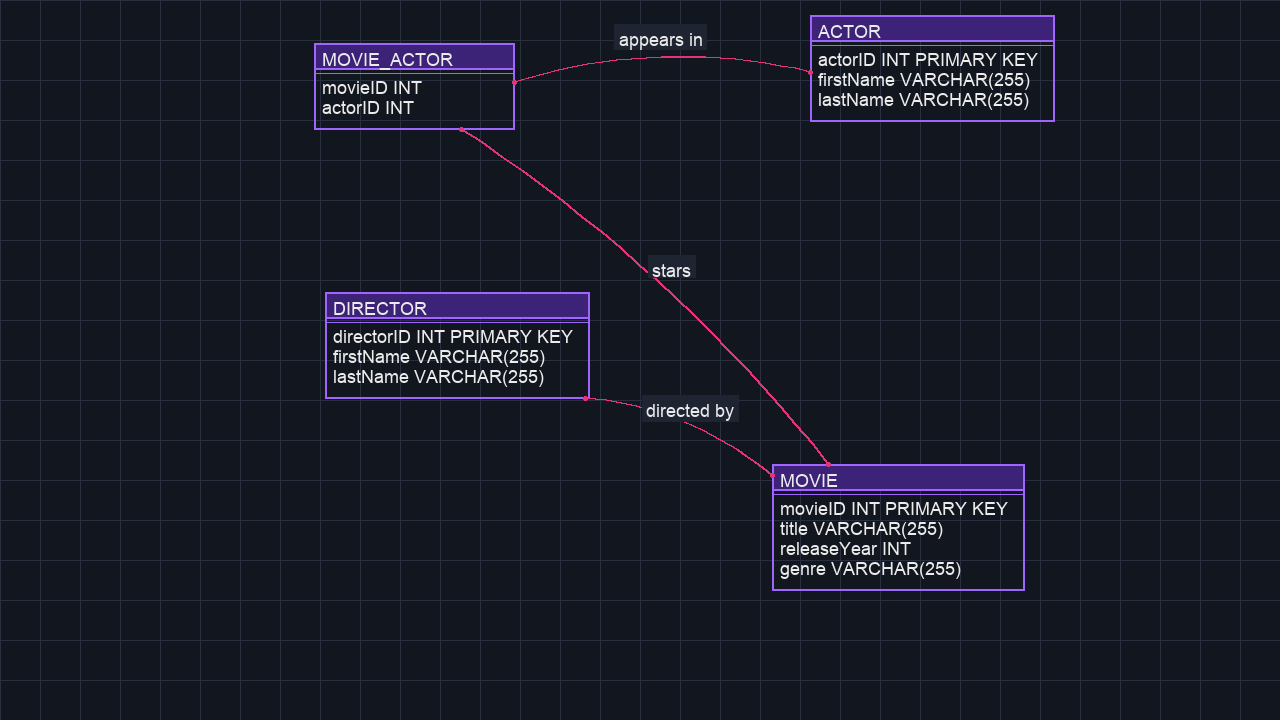 appears in
MOVIE_ACTOR
movieID INT
actorID INT
ACTOR
actorID INT PRIMARY KEY
firstName VARCHAR(255)
lastName VARCHAR(255)
stars
DIRECTOR
directorID INT PRIMARY KEY
firstName VARCHAR(255)
lastName VARCHAR(255)
directed by
MOVIE
movieID INT PRIMARY KEY
title VARCHAR(255)
releaseYear INT
genre VARCHAR(255)